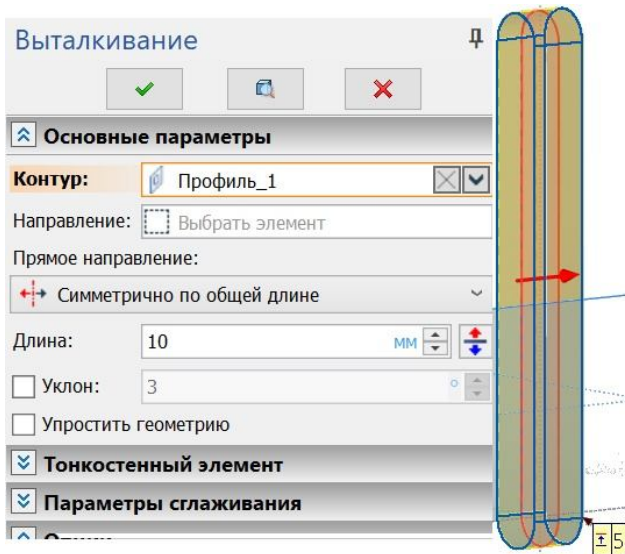 Выталкивание
Основные параметры
Контур: Профиль_1
Направление: Выбрать элемент
Прямое направление:
Симметрично по общей длине
Длина: 10 мм
Уклон: 3 °
Упростить геометрию
Тонкостенный элемент
Параметры сглаживания
5